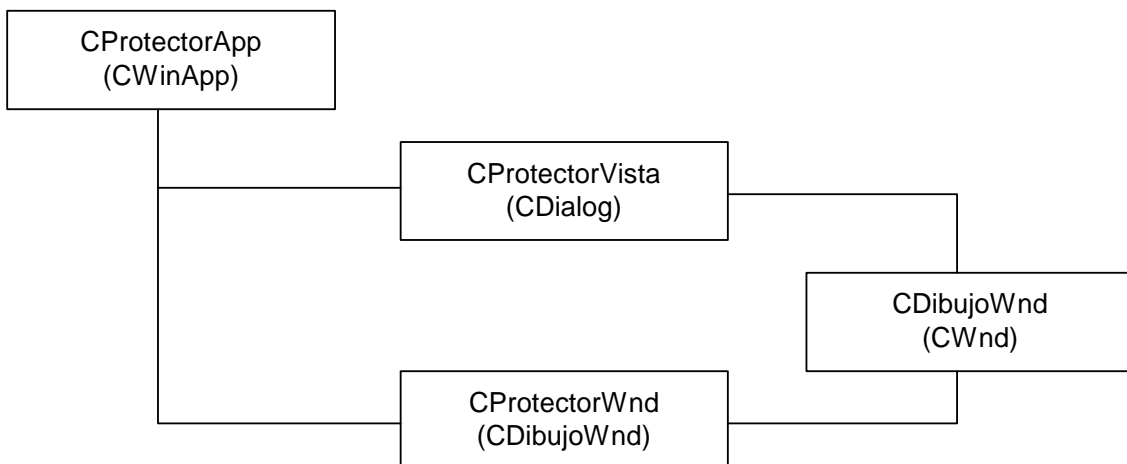 CProtectorApp
(CWinApp)
CProtectorVista
(CDialog)
CDibujoWnd
(CWnd)
CProtectorWnd
(CDibujoWnd)